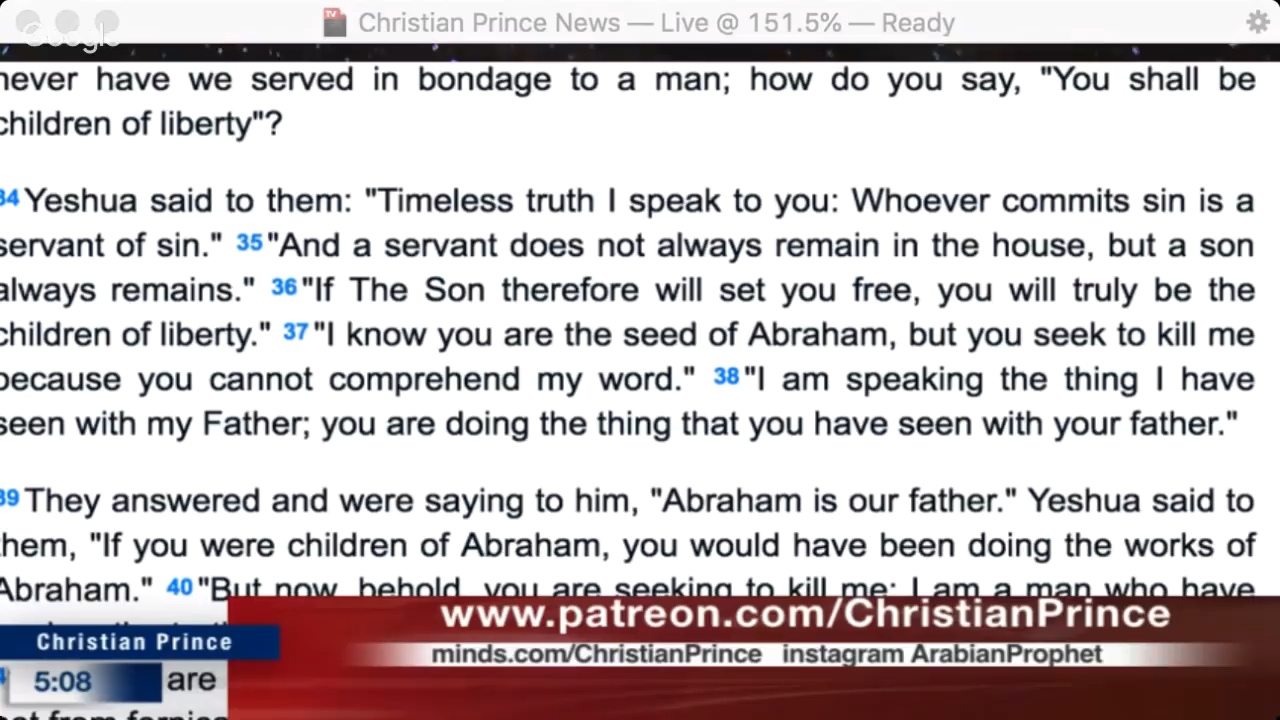 Christian Prince News — Live @ 151.5% — Ready
Google
never have we served in bondage to a man; how do you say, "You shall be
children of liberty"?
34 Yeshua said to them: "Timeless truth I speak to you: Whoever commits sin is a
servant of sin." 35 "And a servant does not always remain in the house, but a son
always remains." 36 "If The Son therefore will set you free, you will truly be the
children of liberty." 37 "I know you are the seed of Abraham, but you seek to kill me
because you cannot comprehend my word." 38 "I am speaking the thing I have
seen with my Father; you are doing the thing that you have seen with your father."
39 They answered and were saying to him, "Abraham is our father." Yeshua said to
them, "If you were children of Abraham, you would have been doing the works of
Abraham." 40 "But now, behold, you are seeking to kill me; I am a man who have
www.patreon.com/ChristianPrince
Christian Prince
minds.com/ChristianPrince instagram ArabianProphet
5:08
are